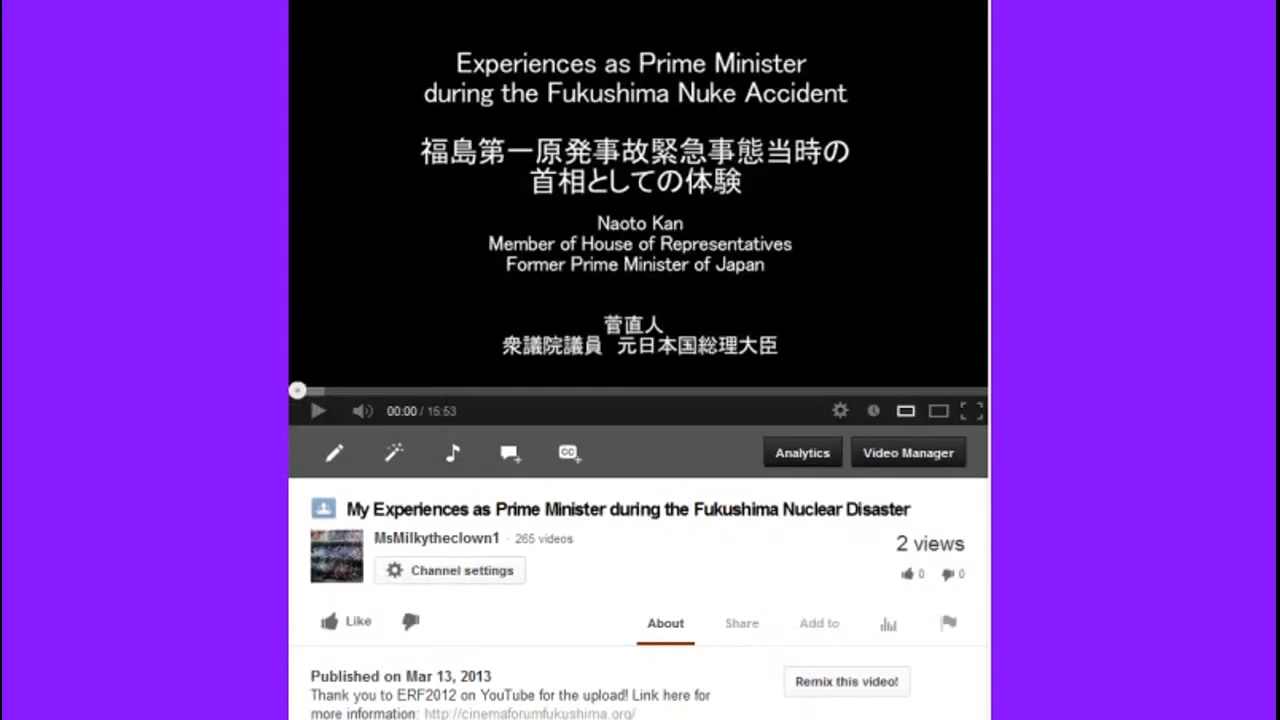 Experiences as Prime Minister
during the Fukushima Nuke Accident
福島第一原発事故緊急事態当時の
首相としての体験
Naoto Kan
Member of House of Representatives
Former Prime Minister of Japan
菅直人
衆議院議員 元日本国総理大臣
00:00 / 15:53
CC
Analytics
Video Manager
My Experiences as Prime Minister during the Fukushima Nuclear Disaster
MsMilkytheclown1 · 265 videos
2 views
Channel settings
0 0
Like
About Share Add to
Published on Mar 13, 2013
Remix this video!
Thank you to ERF2012 on YouTube for the upload! Link here for
more information: http://cinemaforumfukushima.org/